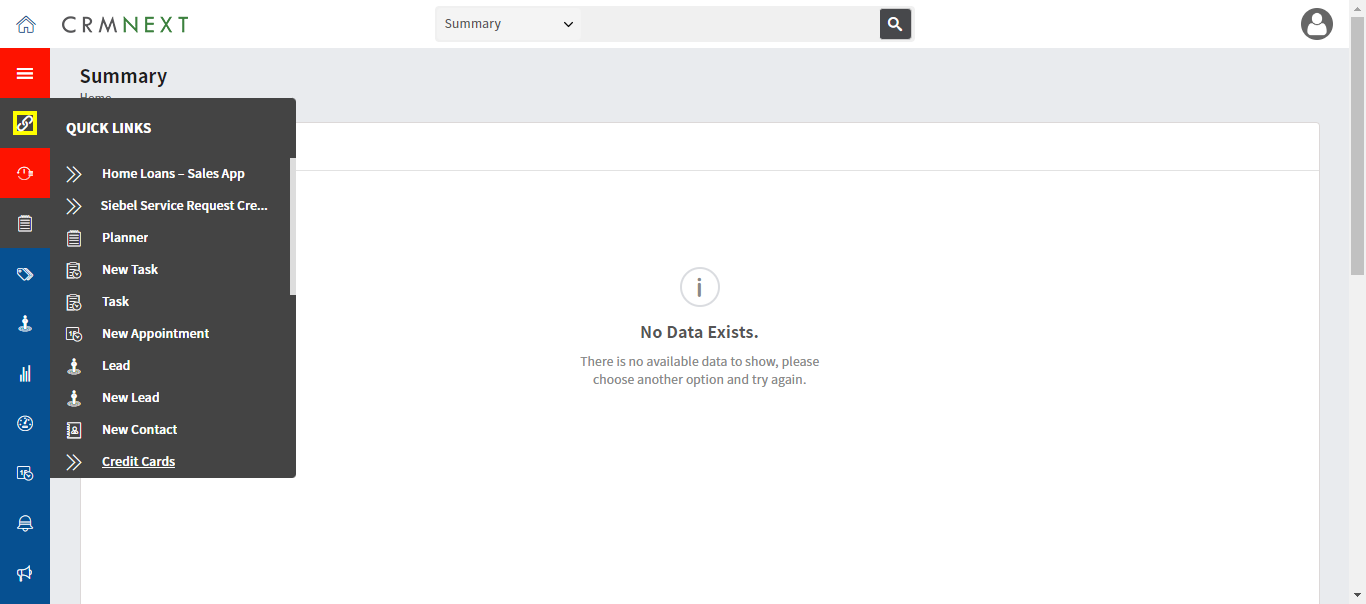 CRMNEXT
Summary
Summary
Home
QUICK LINKS
Home Loans – Sales App
Siebel Service Request Cre...
Planner
New Task
Task
New Appointment
Lead
New Lead
New Contact
Credit Cards
No Data Exists.
There is no available data to show, please
choose another option and try again.